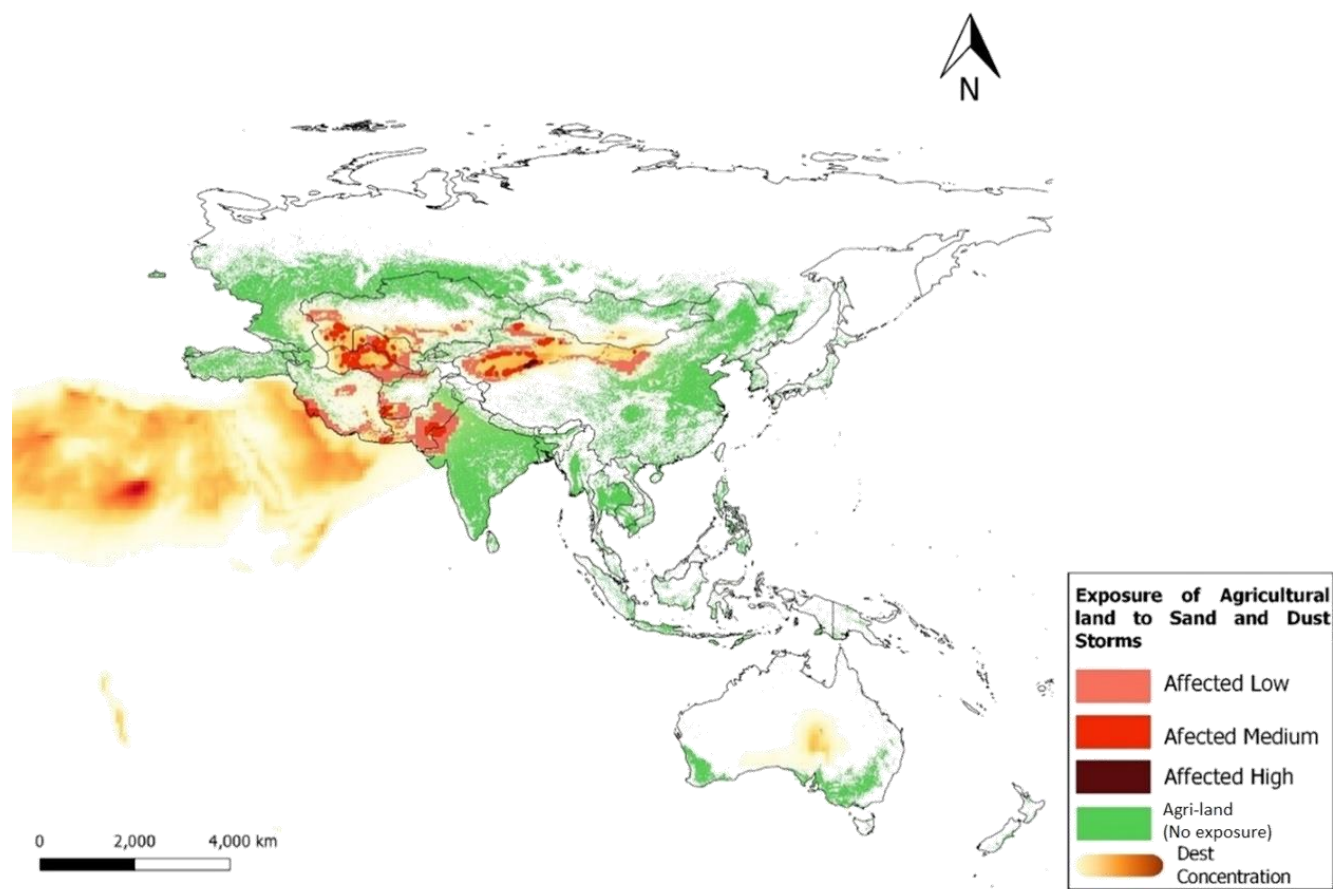 N
Exposure of Agricultural
land to Sand and Dust
Storms
Affected Low
Afected Medium
Affected High
Agri-land
(No exposure)
Dest
Concentration
0 2,000 4,000 km